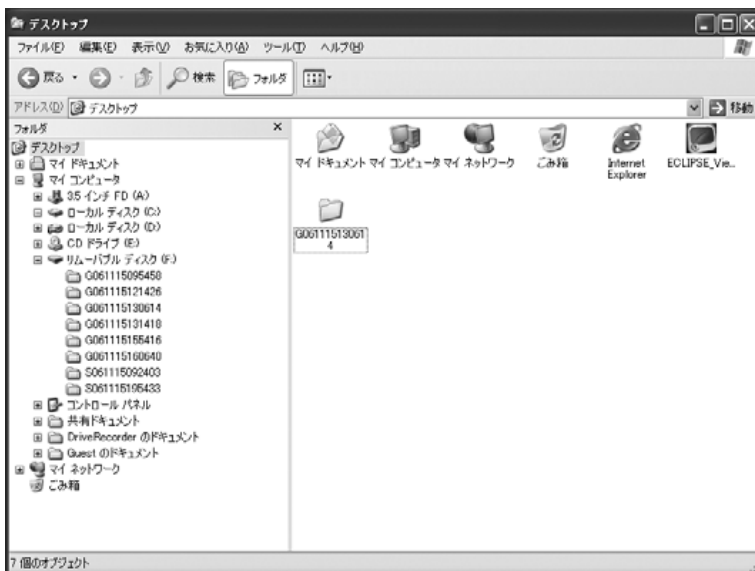 デスクトップ
ファイル(F) 編集(E) 表示(V) お気に入り(A) ツール(T) ヘルプ(H)
戻る 検索 フォルダ
アドレス(D) デスクトップ 移動
フォルダ ×
デスクトップ
マイ ドキュメント
マイ コンピュータ
3.5 インチ FD (A:)
ローカル ディスク (C:)
ローカル ディスク (D:)
CD ドライブ (E:)
リムーバブル ディスク (F:)
G061115095458
G061115121426
G061115130614
G061115131418
G061115155416
G061115160640
S061115092403
S061115195433
コントロール パネル
共有ドキュメント
DriveRecorder のドキュメント
Guest のドキュメント
マイ ネットワーク
ごみ箱
マイ ドキュメント マイ コンピュータ マイ ネットワーク ごみ箱 Internet Explorer ECLIPSE_Vie...
G06111513061
4
7 個のオブジェクト